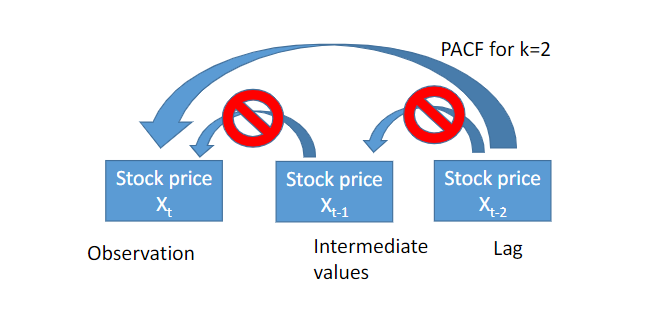 PACF for k=2
Stock price
Xt
Stock price
Xt-1
Stock price
Xt-2
Observation
Intermediate
values
Lag